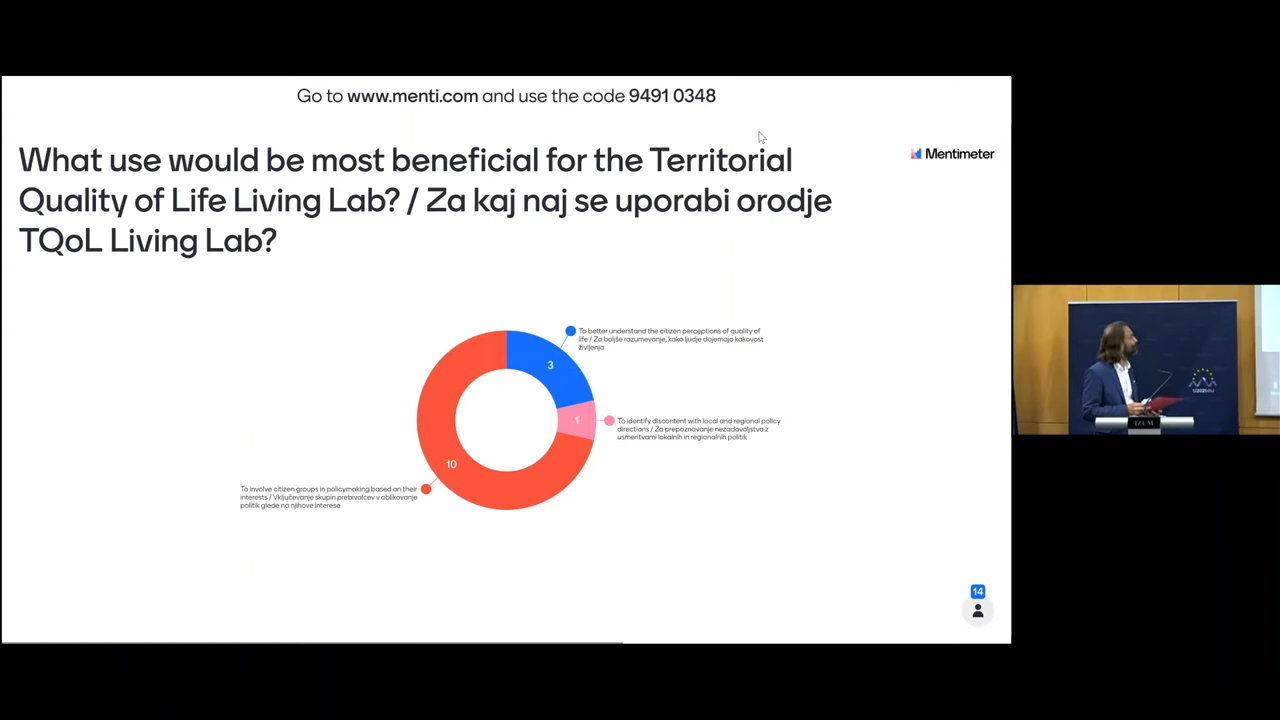 Go to www.menti.com and use the code 9491 0348
Mentimeter
What use would be most beneficial for the Territorial
Quality of Life Living Lab? / Za kaj naj se uporabi orodje
TQoL Living Lab?
3
To better understand the citizen perceptions of quality of
life / Za boljše razumevanje, kako ljudje dojemajo kakovost
življenja
1
To identify discontent with local and regional policy
directions / Za prepoznavanje nezadovoljstva z
usmeritvami lokalnih in regionalnih politik
10
To involve citizen groups in policymaking based on their
interests / Vključevanje skupin prebivalcev v oblikovanje
politik glede na njihove interese
14
IZUM